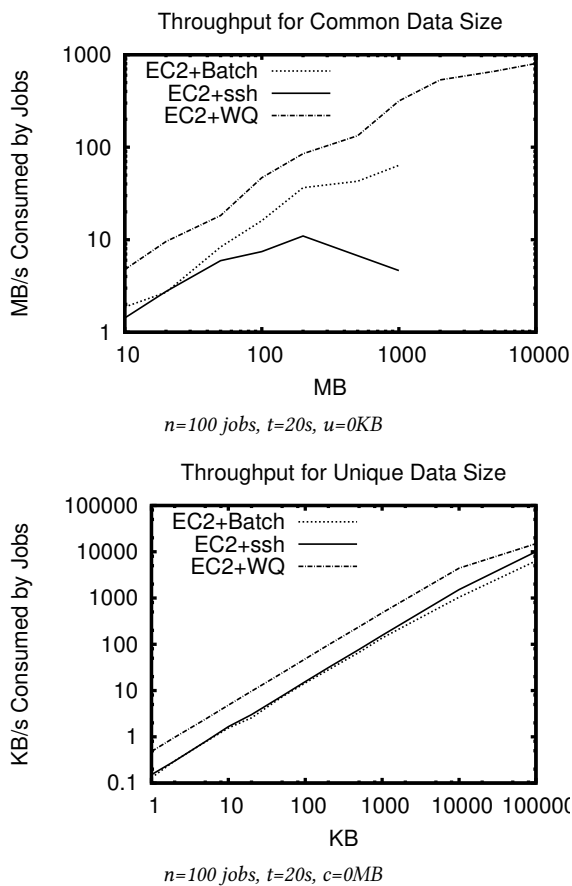 Throughput for Common Data Size
1000
100
10
1
MB/s Consumed by Jobs
EC2+Batch
EC2+ssh
EC2+WQ
10 100 1000 10000
MB
n=100 jobs, t=20s, u=0KB
Throughput for Unique Data Size
100000
10000
1000
100
10
1
0.1
KB/s Consumed by Jobs
EC2+Batch
EC2+ssh
EC2+WQ
1 10 100 1000 10000 100000
KB
n=100 jobs, t=20s, c=0MB